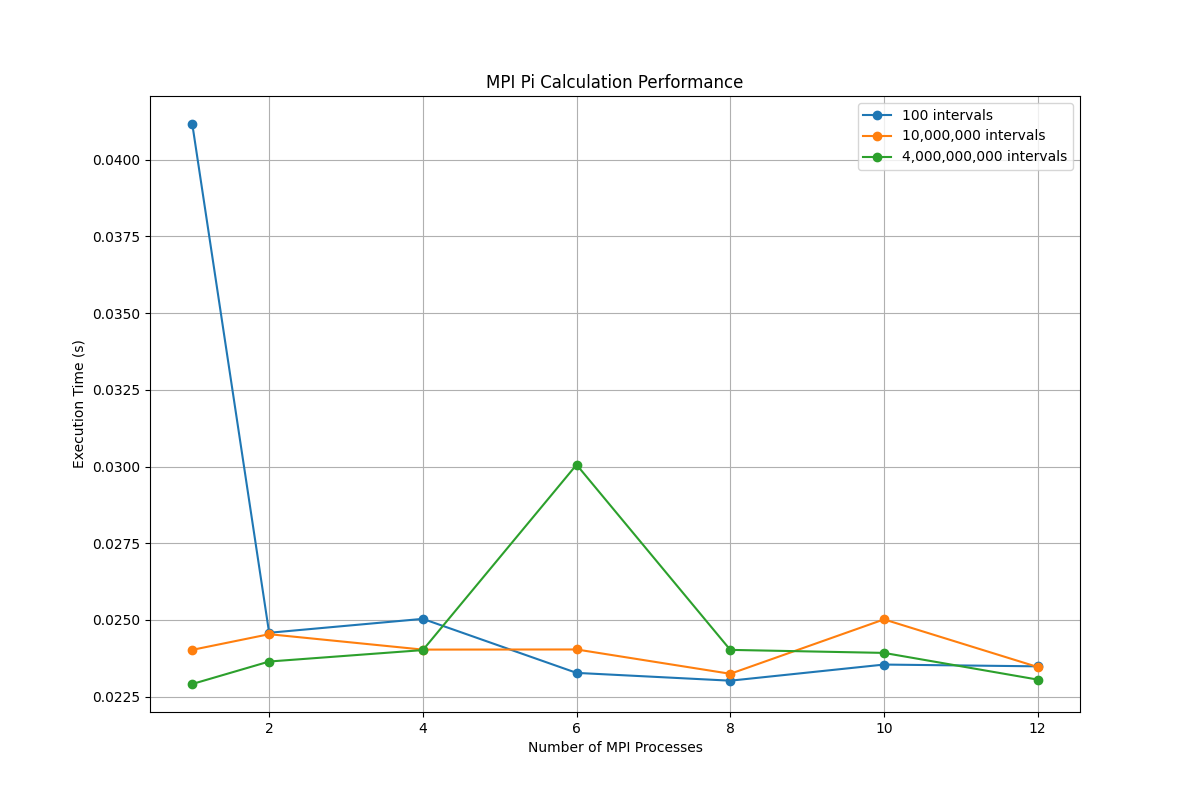 MPI Pi Calculation Performance
100 intervals
10,000,000 intervals
4,000,000,000 intervals
Execution Time (s)
0.0400
0.0375
0.0350
0.0325
0.0300
0.0275
0.0250
0.0225
2 4 6 8 10 12
Number of MPI Processes